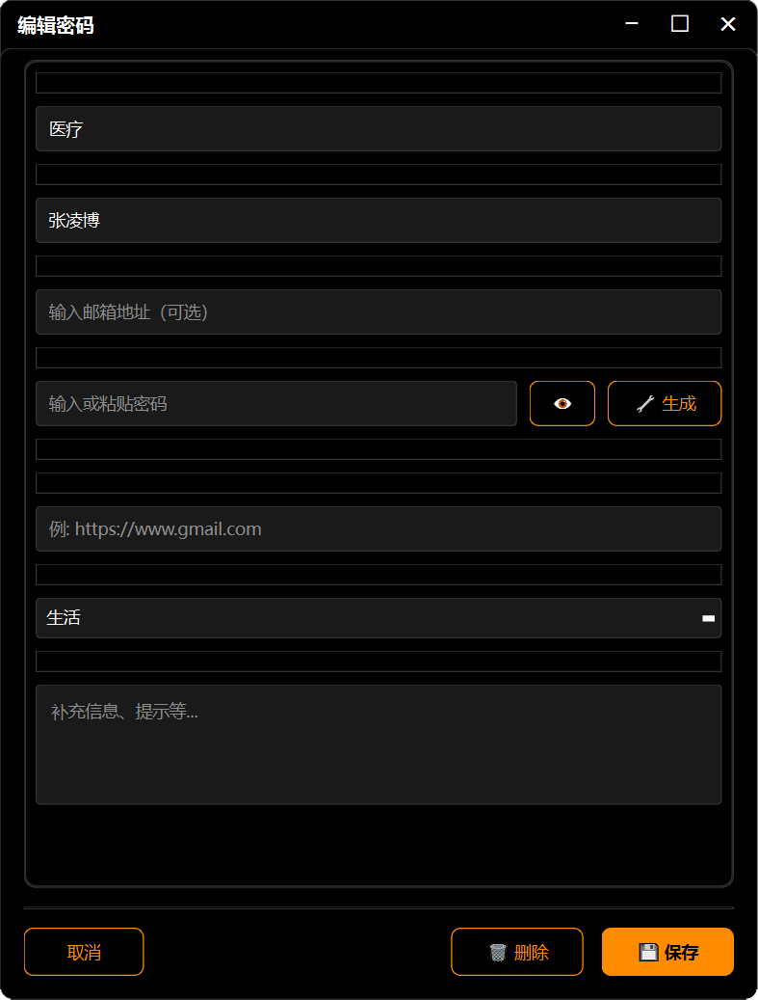 编辑密码
医疗
张凌博
输入邮箱地址（可选）
输入或粘贴密码
生成
例: https://www.gmail.com
生活
补充信息、提示等...
取消
删除
保存